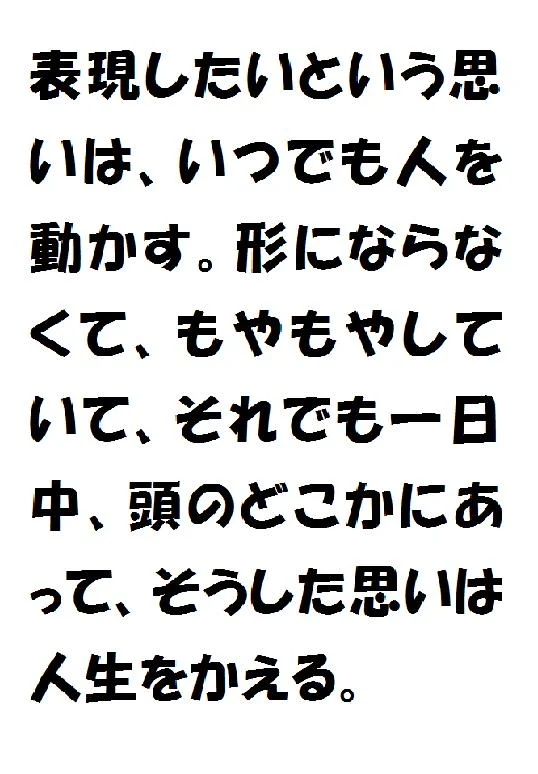 表現したいという思
いは、いつでも人を
動かす。形にならな
くて、もやもやして
いて、それでも一日
中、頭のどこかにあ
って、そうした思いは
人生をかえる。